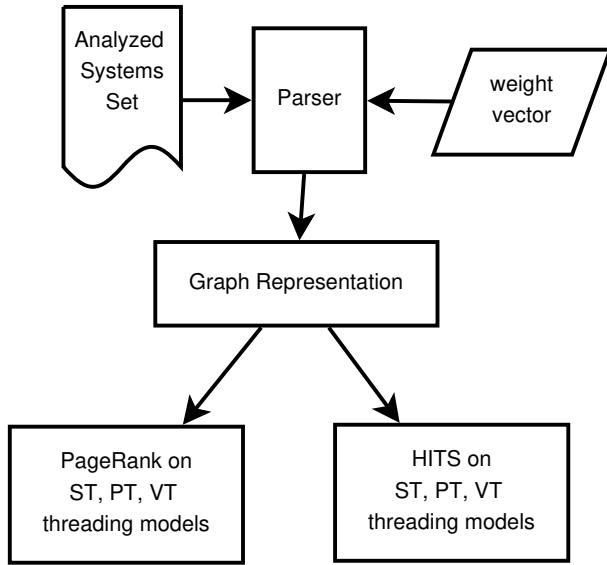 Analyzed
Systems
Set
Parser
weight
vector
Graph Representation
PageRank on
ST, PT, VT
threading models
HITS on
ST, PT, VT
threading models